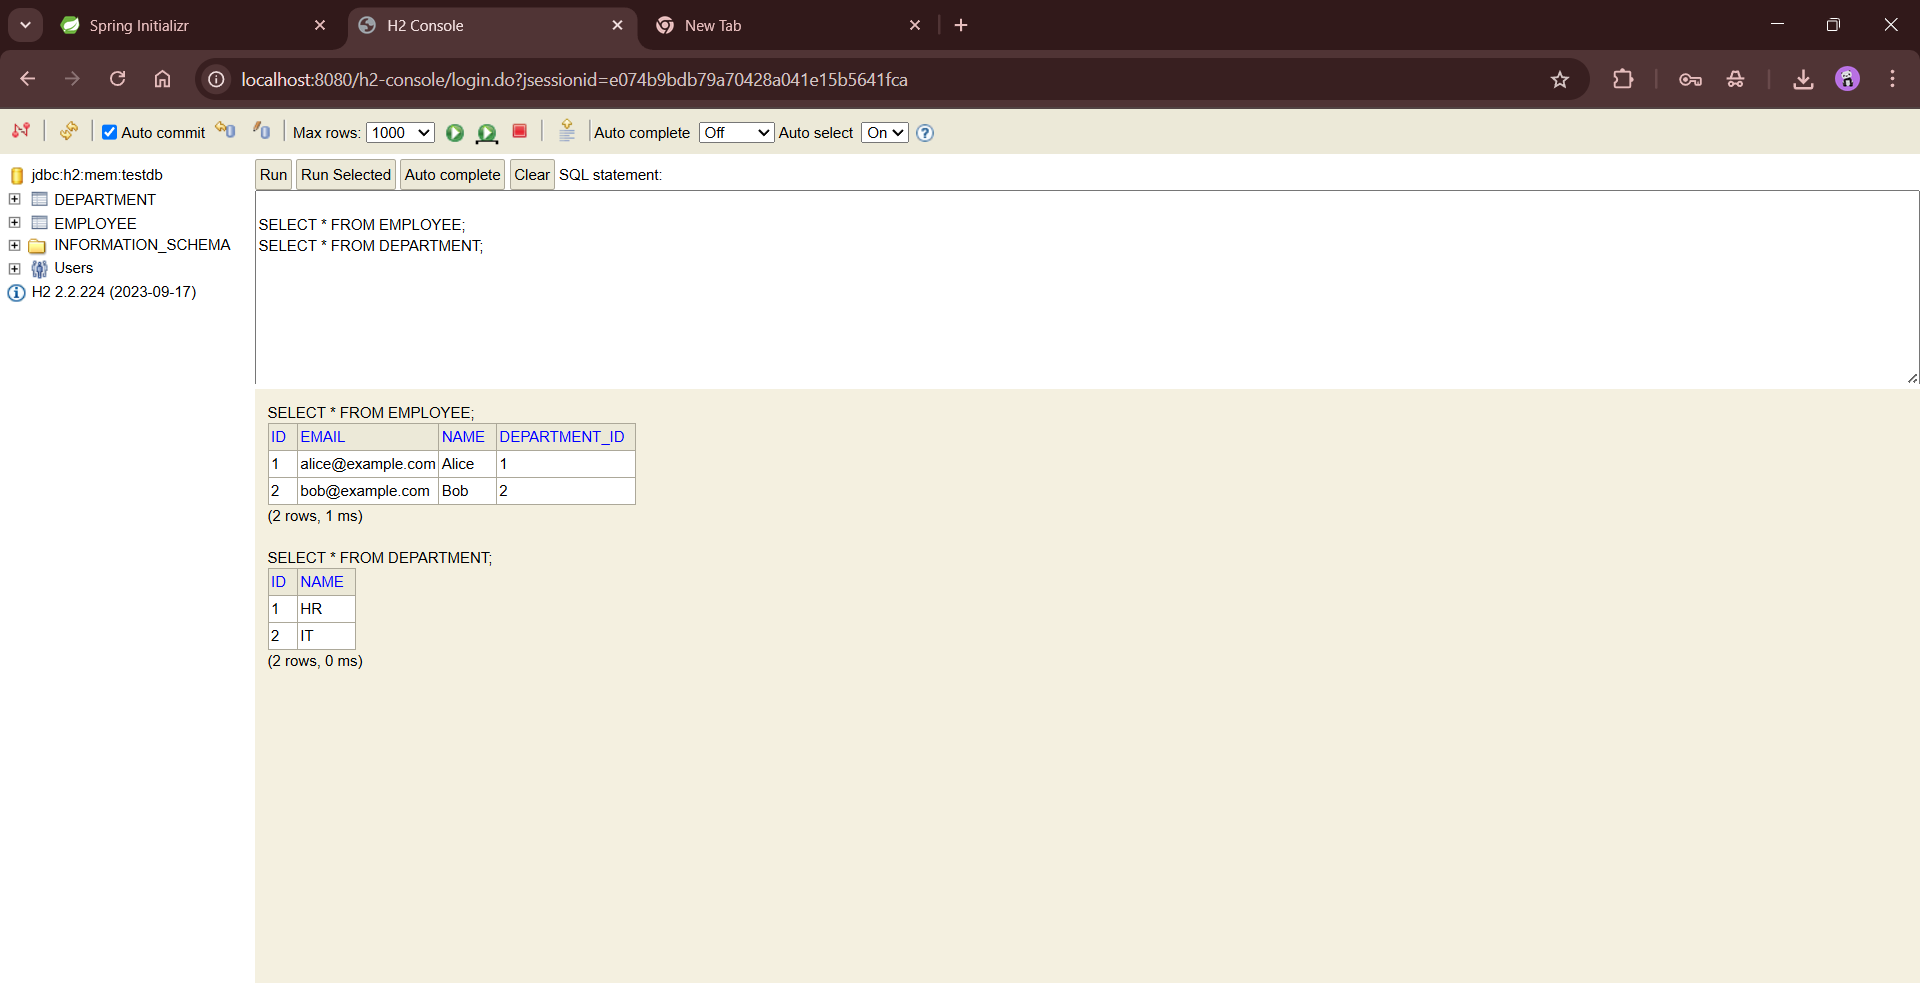 Spring Initializr
H2 Console
New Tab
localhost:8080/h2-console/login.do?jsessionid=e074b9bdb79a70428a041e15b5641fca
Auto commit
Max rows: 1000
Auto complete Off
Auto select On
jdbc:h2:mem:testdb
DEPARTMENT
EMPLOYEE
INFORMATION_SCHEMA
Users
H2 2.2.224 (2023-09-17)
Run Run Selected Auto complete Clear SQL statement:
SELECT * FROM EMPLOYEE;
SELECT * FROM DEPARTMENT;
SELECT * FROM EMPLOYEE;
ID EMAIL NAME DEPARTMENT_ID
1 alice@example.com Alice 1
2 bob@example.com Bob 2
(2 rows, 1 ms)
SELECT * FROM DEPARTMENT;
ID NAME
1 HR
2 IT
(2 rows, 0 ms)